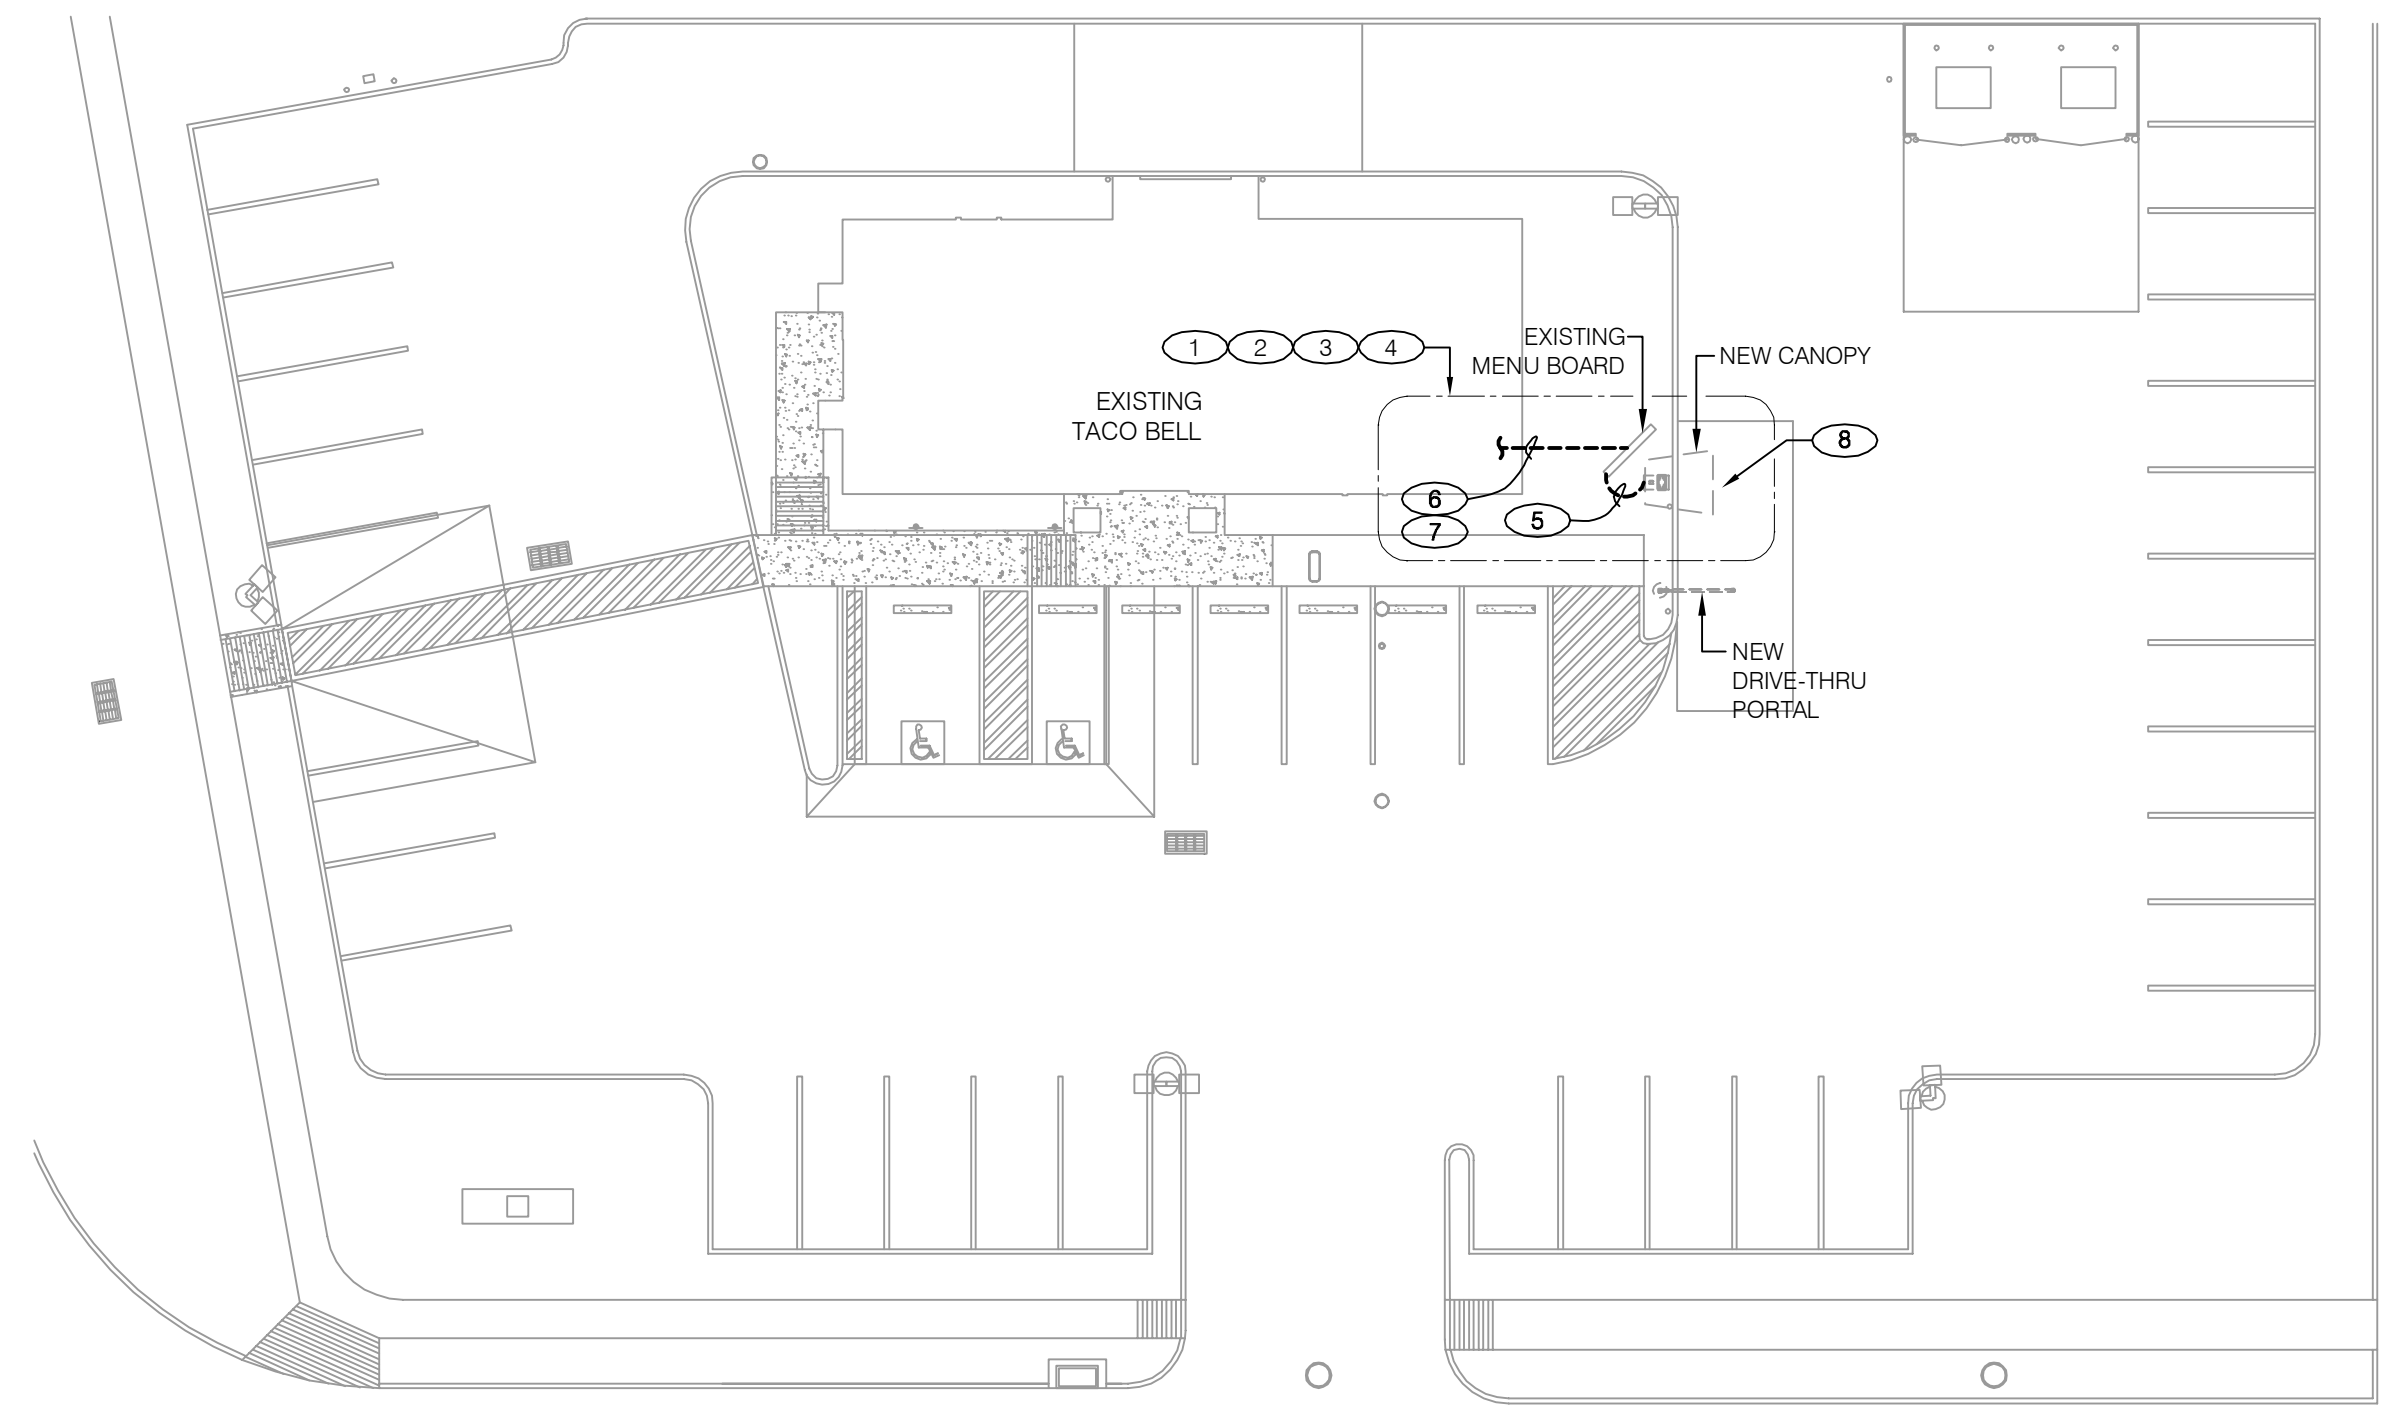 1 2 3 4
EXISTING
MENU BOARD
NEW CANOPY
EXISTING
TACO BELL
8
6
7
5
NEW
DRIVE-THRU
PORTAL